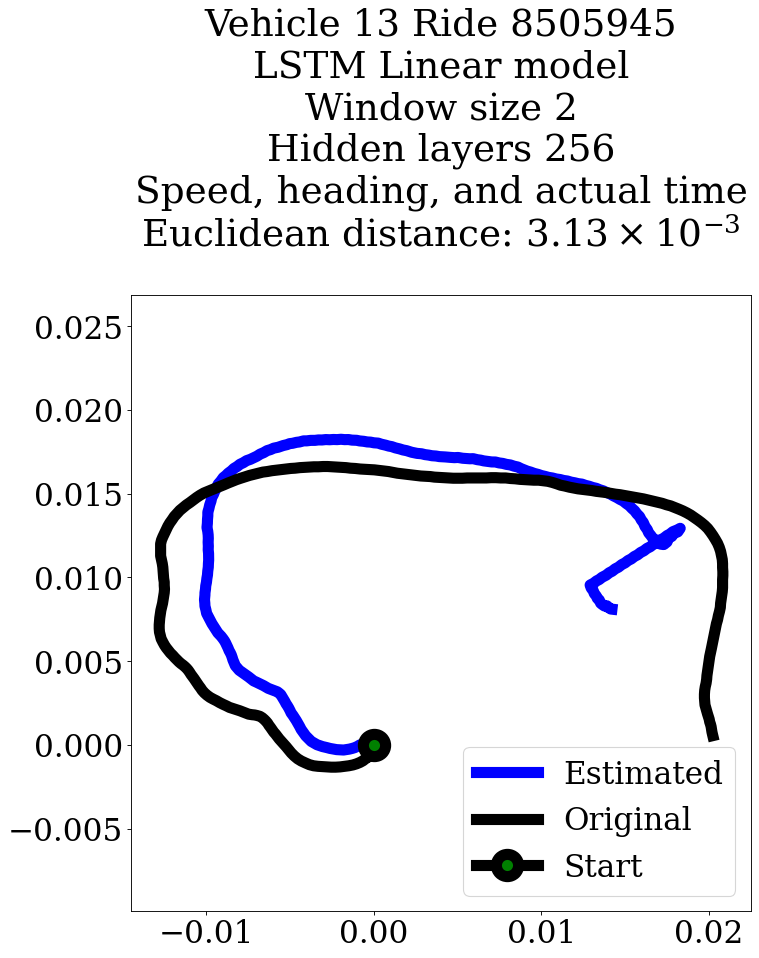 Vehicle 13 Ride 8505945
LSTM Linear model
Window size 2
Hidden layers 256
Speed, heading, and actual time
Euclidean distance: 3.13 × 10⁻³
0.025
0.020
0.015
0.010
0.005
0.000
−0.005
Estimated
Original
Start
−0.01 0.00 0.01 0.02